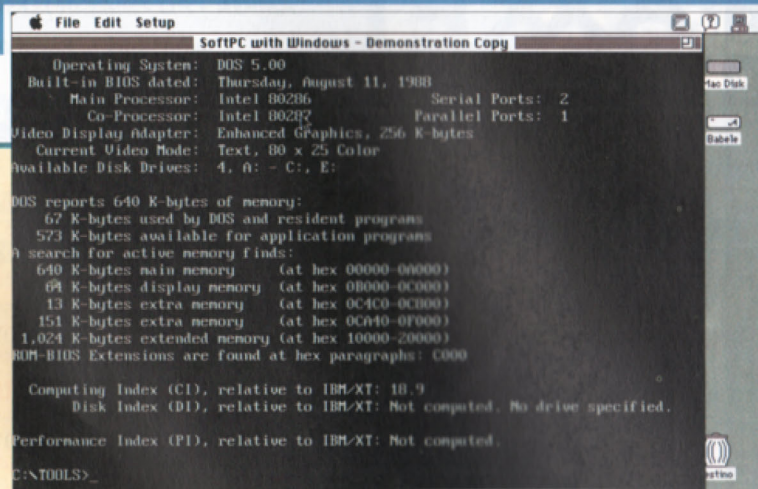 File Edit Setup
SoftPC with Windows - Demonstration Copy
Operating System: DOS 5.00
Built-in BIOS dated: Thursday, August 11, 1988
Main Processor: Intel 80286 Serial Ports: 2
Co-Processor: Intel 80287 Parallel Ports: 1
Video Display Adapter: Enhanced Graphics, 256 K-bytes
Current Video Mode: Text, 80 x 25 Color
Available Disk Drives: 4, A: - C:, E:
DOS reports 640 K-bytes of memory:
67 K-bytes used by DOS and resident programs
573 K-bytes available for application programs
A search for active memory finds:
640 K-bytes main memory (at hex 00000-0A000)
64 K-bytes display memory (at hex 0B000-0C000)
13 K-bytes extra memory (at hex 0C4C0-0C800)
151 K-bytes extra memory (at hex 0CA40-0F000)
1,024 K-bytes extended memory (at hex 10000-20000)
ROM-BIOS Extensions are found at hex paragraphs: C000
Computing Index (CI), relative to IBM/XT: 18.9
Disk Index (DI), relative to IBM/XT: Not computed. No drive specified.
Performance Index (PI), relative to IBM/XT: Not computed.
C:\TOOLS>_
Mac Disk
Babele
estino